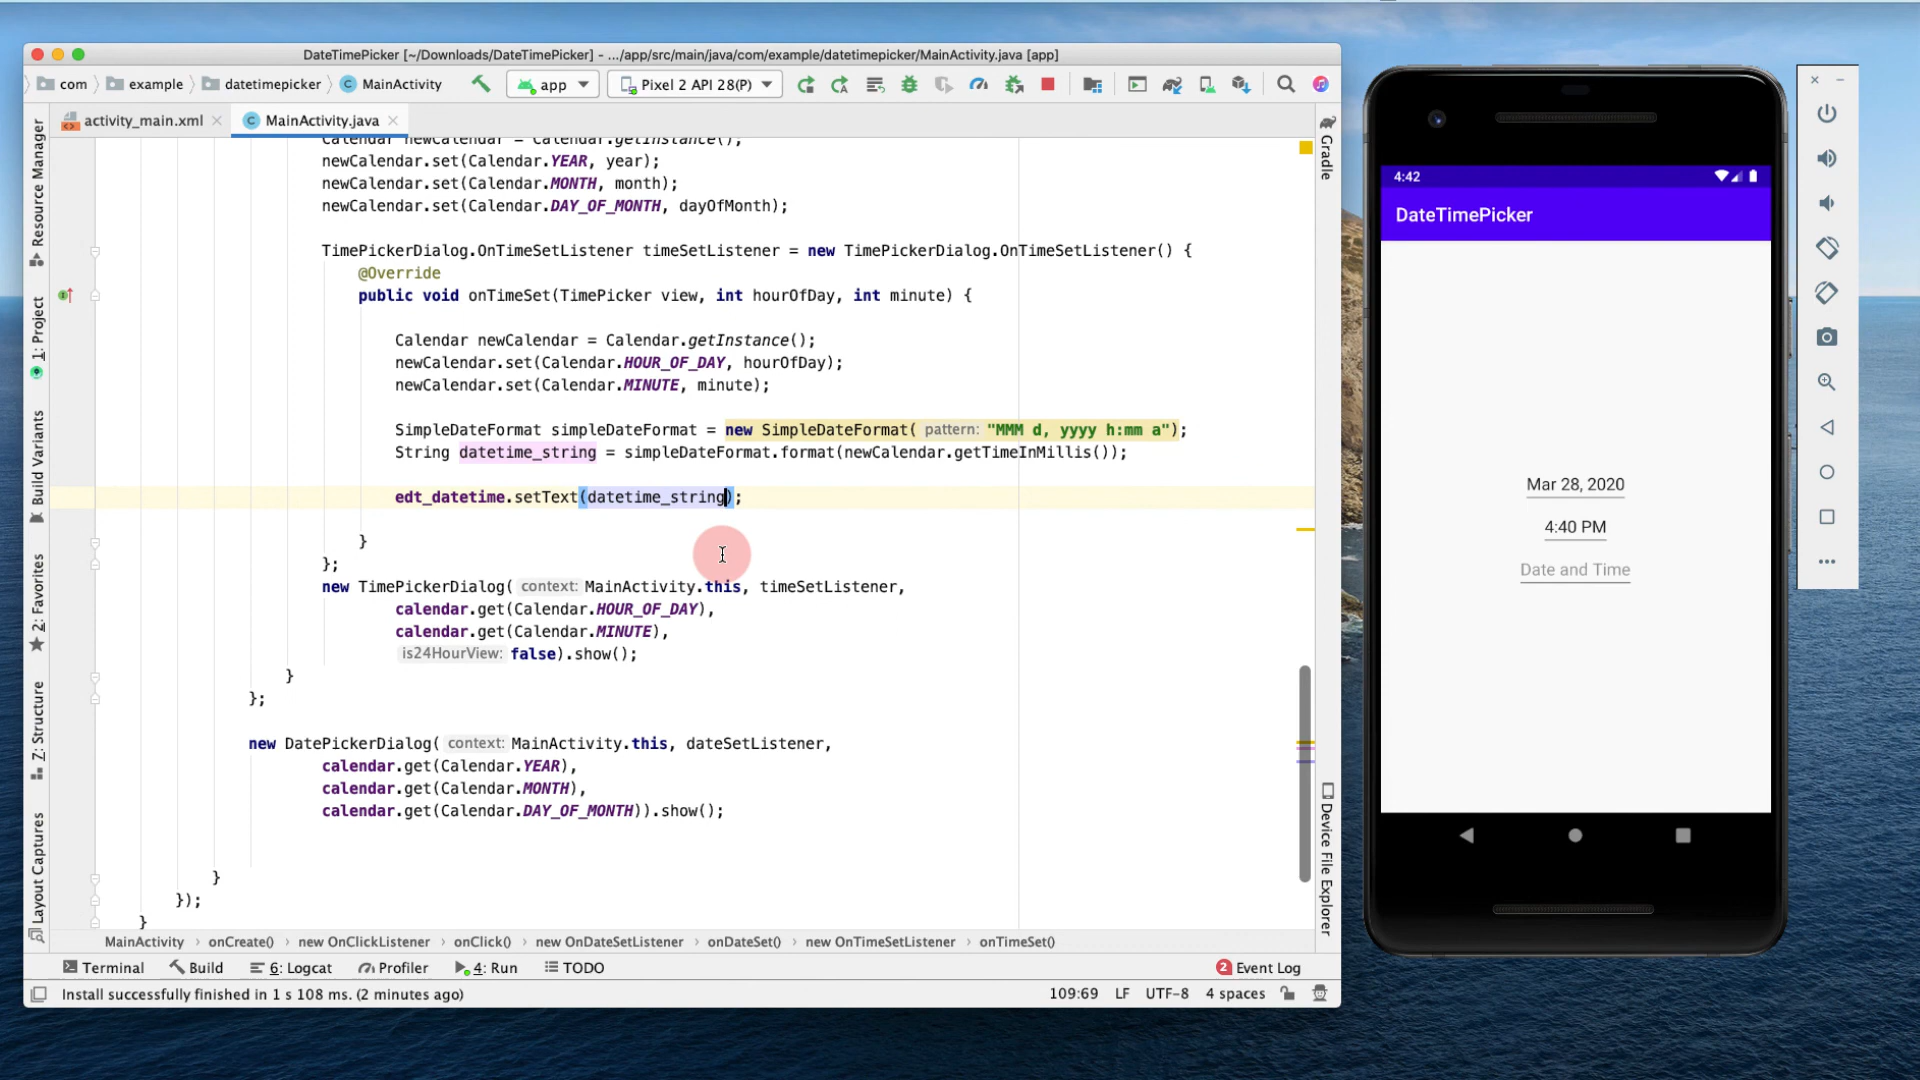 DateTimePicker [~/Downloads/DateTimePicker] - .../app/src/main/java/com/example/datetimepicker/MainActivity.java [app]
com example datetimepicker MainActivity app Pixel 2 API 28(P)
activity_main.xml MainActivity.java
Calendar newCalendar = Calendar.getInstance();
newCalendar.set(Calendar.YEAR, year);
newCalendar.set(Calendar.MONTH, month);
newCalendar.set(Calendar.DAY_OF_MONTH, dayOfMonth);
TimePickerDialog.OnTimeSetListener timeSetListener = new TimePickerDialog.OnTimeSetListener() {
@Override
public void onTimeSet(TimePicker view, int hourOfDay, int minute) {
Calendar newCalendar = Calendar.getInstance();
newCalendar.set(Calendar.HOUR_OF_DAY, hourOfDay);
newCalendar.set(Calendar.MINUTE, minute);
SimpleDateFormat simpleDateFormat = new SimpleDateFormat( pattern: "MMM d, yyyy h:mm a");
String datetime_string = simpleDateFormat.format(newCalendar.getTimeInMillis());
edt_datetime.setText(datetime_string);
}
};
new TimePickerDialog( context: MainActivity.this, timeSetListener,
calendar.get(Calendar.HOUR_OF_DAY),
calendar.get(Calendar.MINUTE),
is24HourView: false).show();
}
};
new DatePickerDialog( context: MainActivity.this, dateSetListener,
calendar.get(Calendar.YEAR),
calendar.get(Calendar.MONTH),
calendar.get(Calendar.DAY_OF_MONTH)).show();
}
});
}
MainActivity › onCreate() › new OnClickListener › onClick() › new OnDateSetListener › onDateSet() › new OnTimeSetListener › onTimeSet()
Terminal Build 6: Logcat Profiler 4: Run TODO 2 Event Log
Install successfully finished in 1 s 108 ms. (2 minutes ago) 109:69 LF UTF-8 4 spaces
Resource Manager
1: Project
Build Variants
2: Favorites
7: Structure
Layout Captures
Gradle
Device File Explorer
4:42
DateTimePicker
Mar 28, 2020
4:40 PM
Date and Time